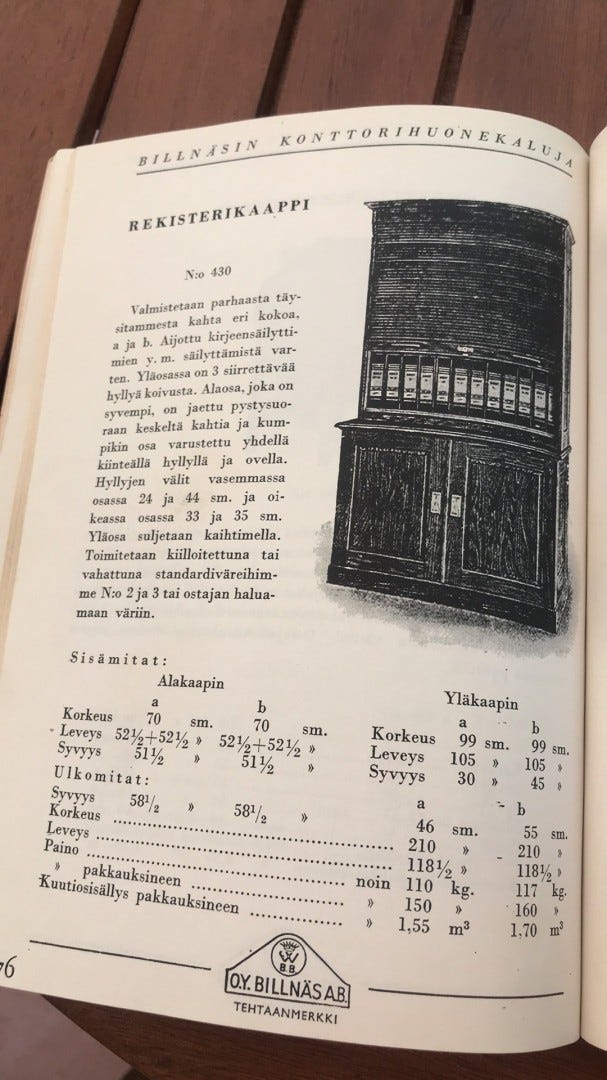 BILLNÄSIN KONTTORIHUONEKALUJA
REKISTERIKAAPPI
N:o 430
Valmistetaan parhaasta täy-
sitammesta kahta eri kokoa,
a ja b. Aijottu kirjeensäilytti-
mien y. m. säilyttämistä var-
ten. Yläosassa on 3 siirrettävää
hyllyä koivusta. Alaosa, joka on
syvempi, on jaettu pystysuo-
raan keskeltä kahtia ja kum-
pikin osa varustettu yhdellä
kiinteällä hyllyllä ja ovella.
Hyllyjen välit vasemmassa
osassa 24 ja 44 sm. ja oi-
keassa osassa 33 ja 35 sm.
Yläosa suljetaan kaihtimella.
Toimitetaan kiilloitettuna tai
vahattuna standardiväreihim-
me N:o 2 ja 3 tai ostajan halua-
maan väriin.
Sisämitat:
Alakaapin
a b
Korkeus 70 sm. 70 sm.
Leveys 52½+52½ » 52½+52½ »
Syvyys 51½ » 51½ »
Yläkaapin
a b
Korkeus 99 sm. 99 sm.
Leveys 105 » 105 »
Syvyys 30 » 45 »
Ulkomitat:
a b
Syvyys 58½ » 58½ » 46 sm. 55 sm.
Korkeus 210 » 210 »
Leveys 118½ » 118½ »
Paino noin 110 kg. 117 kg.
» pakkauksineen » 150 » 160 »
Kuutiosisällys pakkauksineen » 1,55 m³ 1,70 m³
76
W
B.B.
O.Y. BILLNÄS A.B.
TEHTAANMERKKI